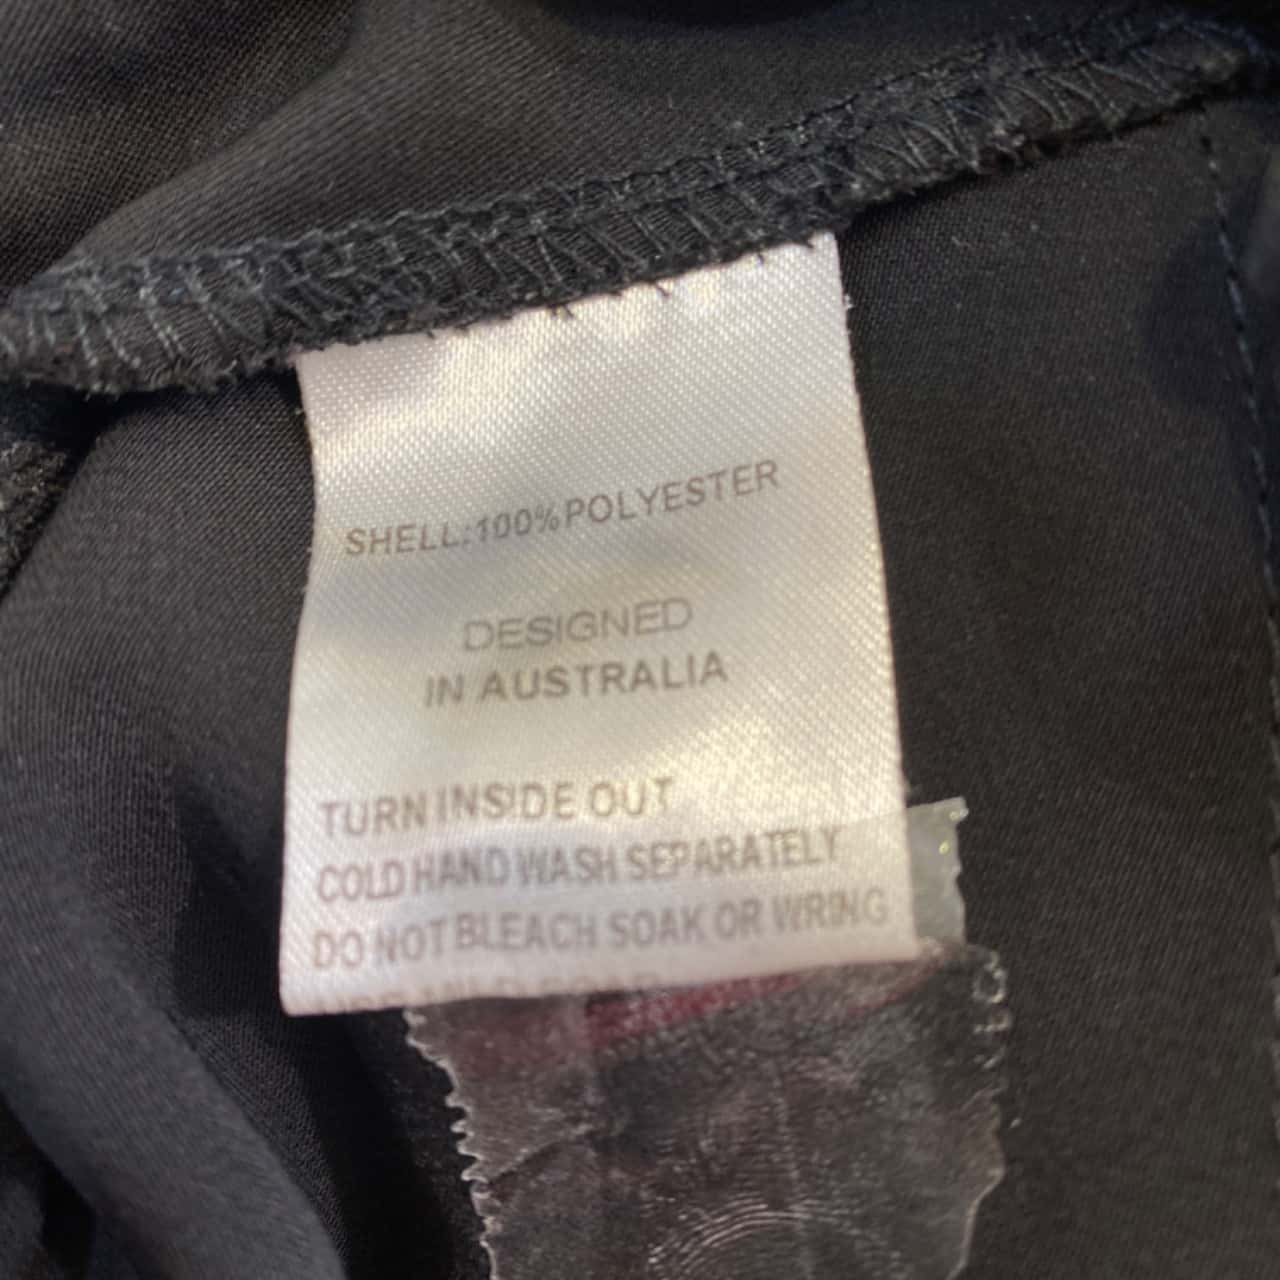 SHELL:100%POLYESTER
DESIGNED
IN AUSTRALIA
TURN INSIDE OUT
COLD HAND WASH SEPARATELY
DO NOT BLEACH SOAK OR WRING